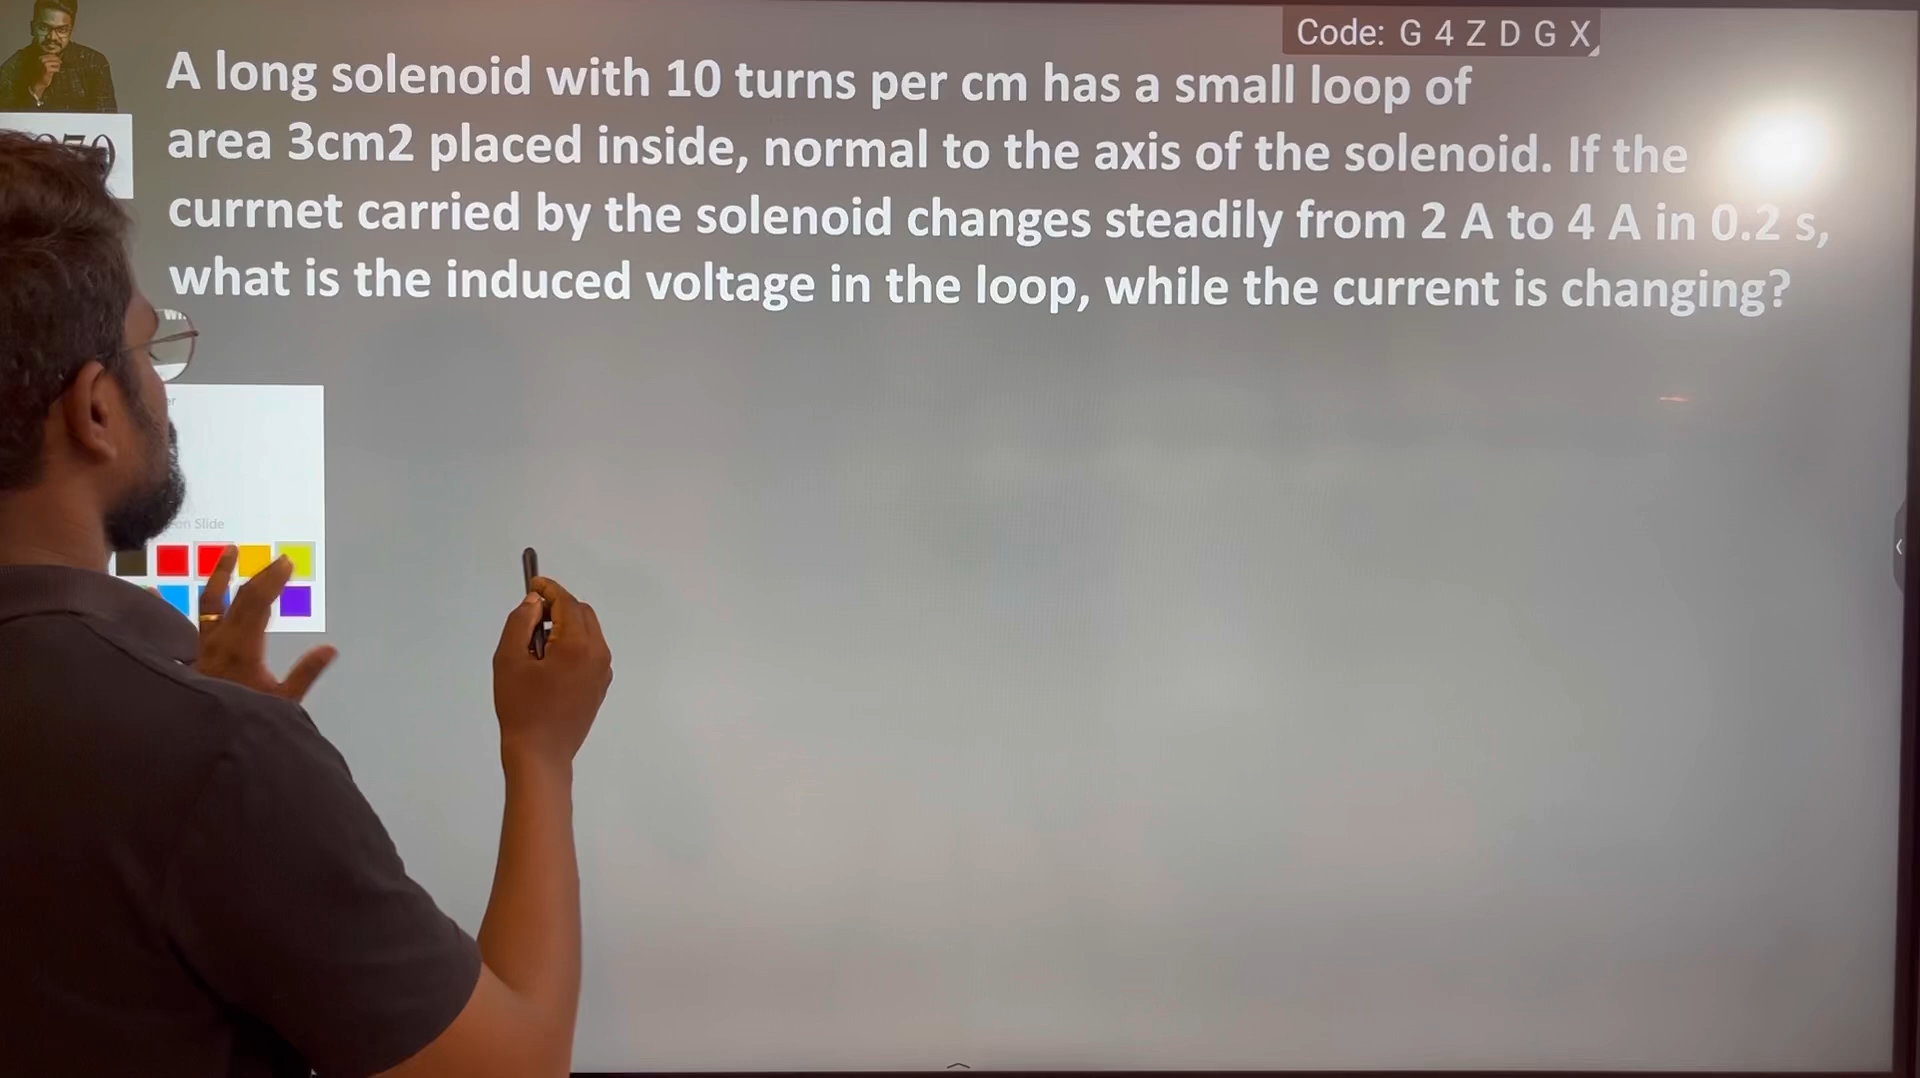 Code: G 4 Z D G X
A long solenoid with 10 turns per cm has a small loop of
area 3cm2 placed inside, normal to the axis of the solenoid. If the
currnet carried by the solenoid changes steadily from 2 A to 4 A in 0.2 s,
what is the induced voltage in the loop, while the current is changing?
Slide